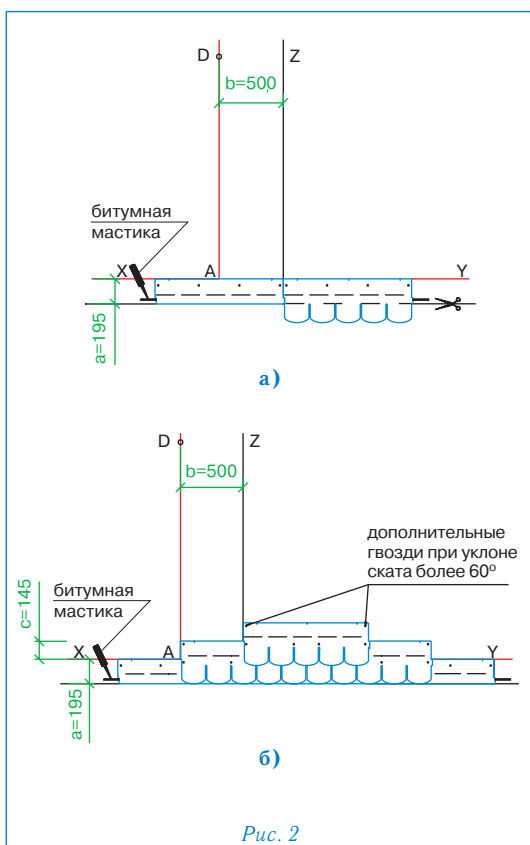 D
Z
b=500
битумная
мастика
X
A
Y
a=195
а)
D
Z
b=500
дополнительные
гвозди при уклоне
ската более 60º
c=145
битумная
мастика
X
A
Y
a=195
б)
Рис. 2